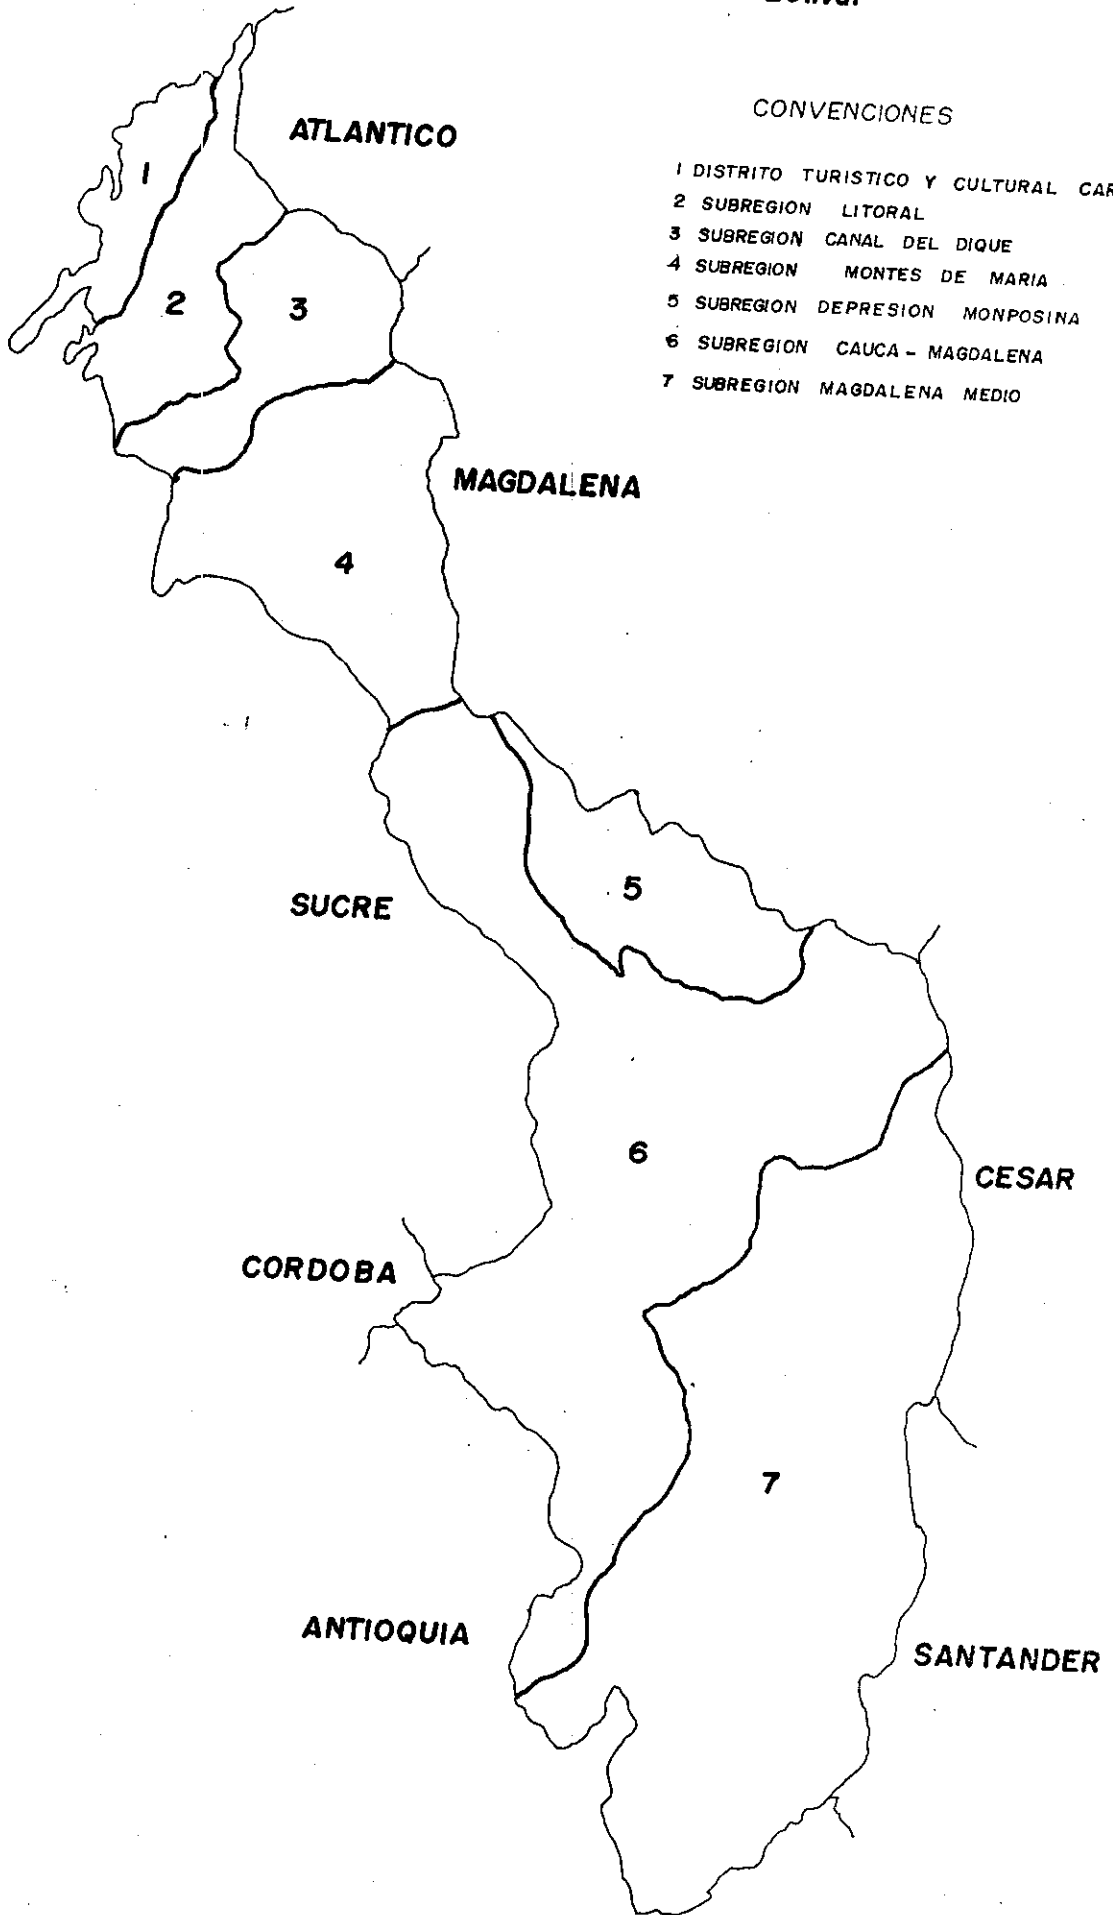 CONVENCIONES
1 DISTRITO TURISTICO Y CULTURAL
2 SUBREGION LITORAL
3 SUBREGION CANAL DEL DIQUE
4 SUBREGION MONTES DE MARIA
5 SUBREGION DEPRESION MONPOSINA
6 SUBREGION CAUCA - MAGDALENA
7 SUBREGION MAGDALENA MEDIO
ATLANTICO
1
2
3
MAGDALENA
4
SUCRE
5
6
CESAR
CORDOBA
7
ANTIOQUIA
SANTANDER